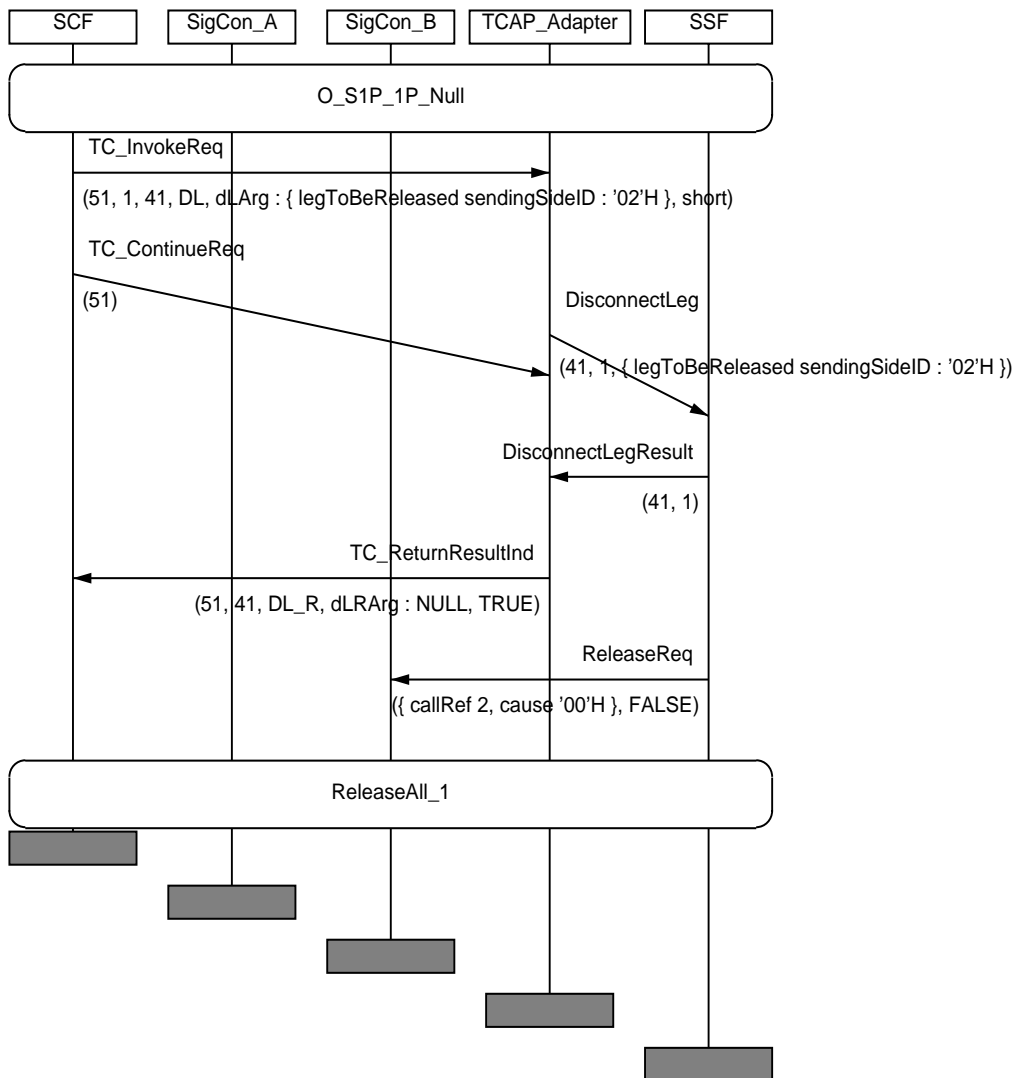 SCF SigCon_A SigCon_B TCAP_Adapter SSF
O_S1P_1P_Null
TC_InvokeReq
(51, 1, 41, DL, dLArg : { legToBeReleased sendingSideID : '02'H }, short)
TC_ContinueReq
(51)
DisconnectLeg
(41, 1, { legToBeReleased sendingSideID : '02'H })
DisconnectLegResult
(41, 1)
TC_ReturnResultInd
(51, 41, DL_R, dLRArg : NULL, TRUE)
ReleaseReq
({ callRef 2, cause '00'H }, FALSE)
ReleaseAll_1